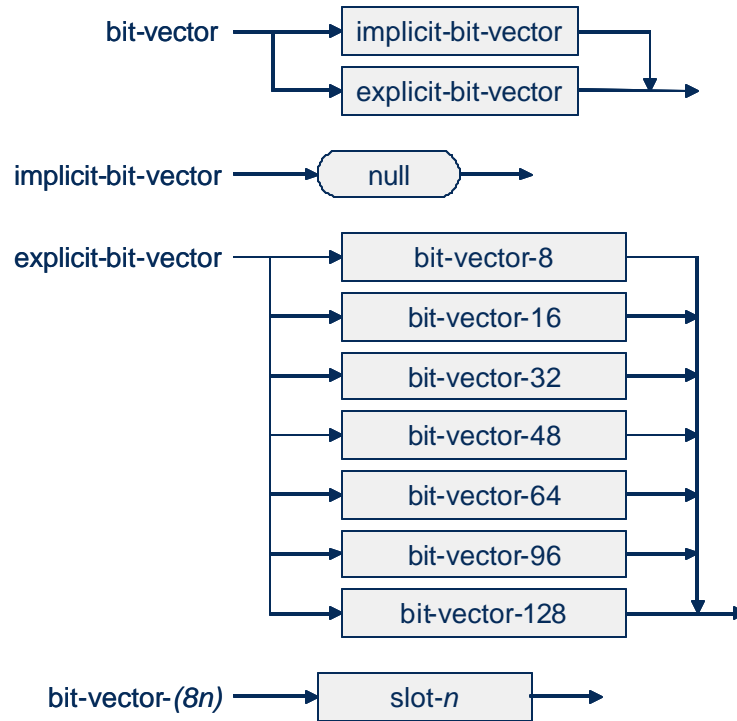 bit-vector
implicit-bit-vector
explicit-bit-vector
implicit-bit-vector
null
explicit-bit-vector
bit-vector-8
bit-vector-16
bit-vector-32
bit-vector-48
bit-vector-64
bit-vector-96
bit-vector-128
bit-vector-(8n)
slot-n